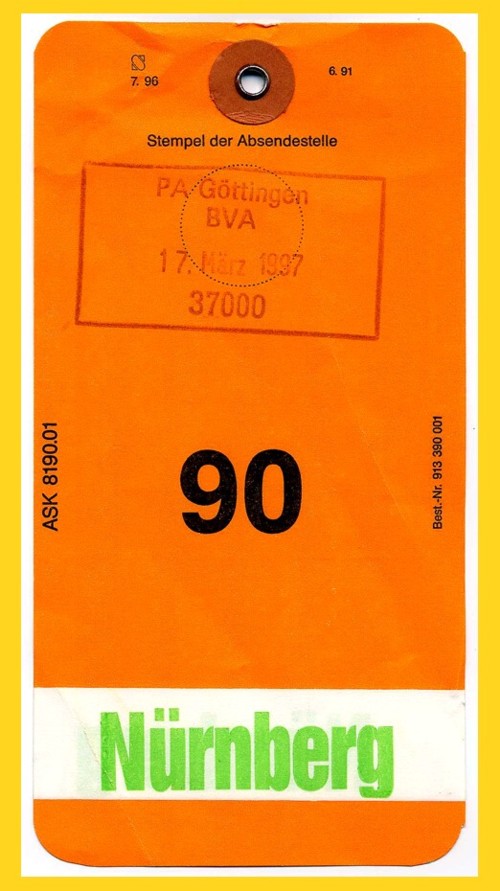 7. 96
6. 91
Stempel der Absendestelle
PA Göttingen
BVA
17. März 1997
37000
ASK 8190.01
90
Best.-Nr. 913 390 001
Nürnberg